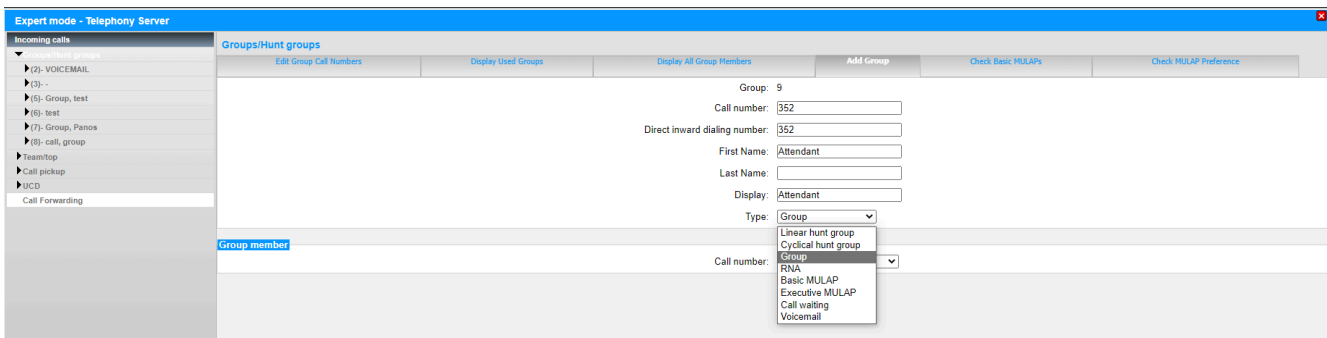 Expert mode - Telephony Server
Incoming calls
Groups/Hunt groups
(2)- VOICEMAIL
(3)- -
(5)- Group, test
(6)- test
(7)- Group, Panos
(8)- call, group
Team/top
Call pickup
UCD
Call Forwarding
Groups/Hunt groups
Edit Group Call Numbers
Display Used Groups
Display All Group Members
Add Group
Check Basic MULAPs
Check MULAP Preference
Group: 9
Call number: 352
Direct inward dialing number: 352
First Name: Attendant
Last Name:
Display: Attendant
Type: Group
Linear hunt group
Cyclical hunt group
Group
RNA
Basic MULAP
Executive MULAP
Call waiting
Voicemail
Group member
Call number: